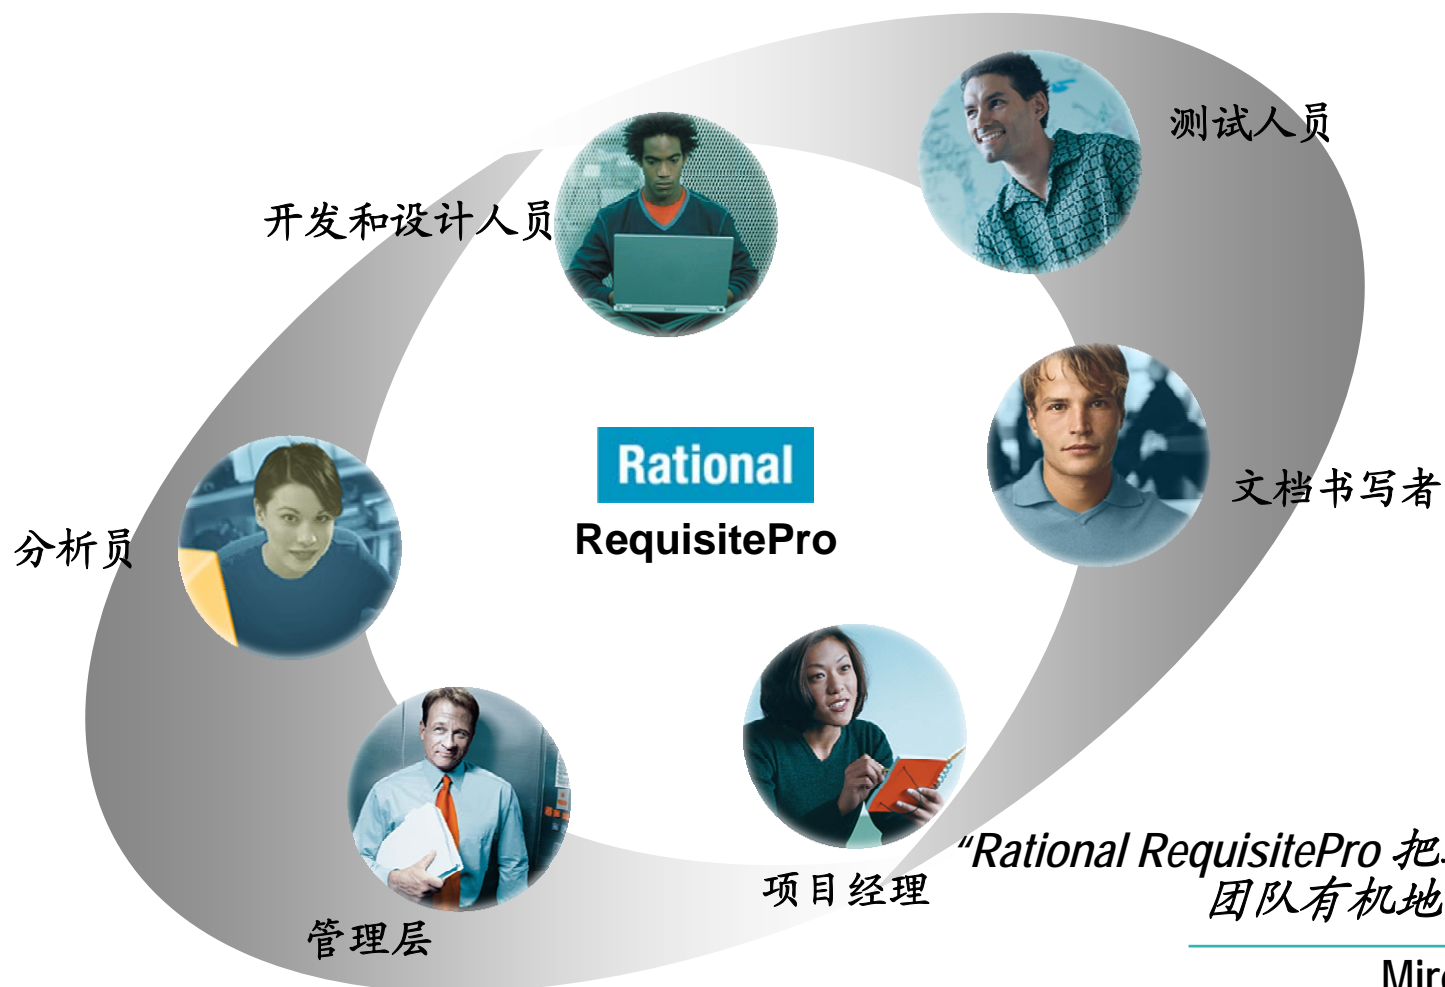 测试人员
开发和设计人员
Rational
RequisitePro
文档书写者
分析员
“Rational RequisitePro 把
团队有机地
项目经理
管理层